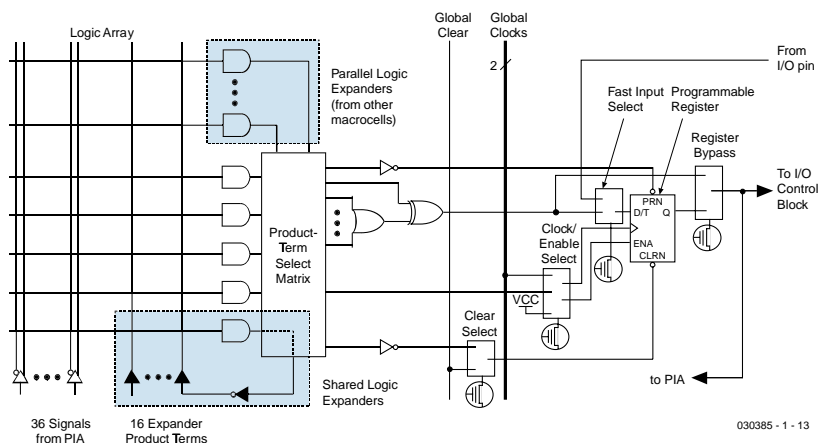 Logic Array
Parallel Logic
Expanders
(from other
macrocells)
Global
Clear
Global
Clocks
2
From
I/O pin
Fast Input
Select
Programmable
Register
Register
Bypass
To I/O
Control
Block
PRN
D/T Q
ENA
CLRN
Product-
Term
Select
Matrix
Clock/
Enable
Select
VCC
Clear
Select
to PIA
Shared Logic
Expanders
36 Signals
from PIA
16 Expander
Product Terms
030385 - 1 - 13